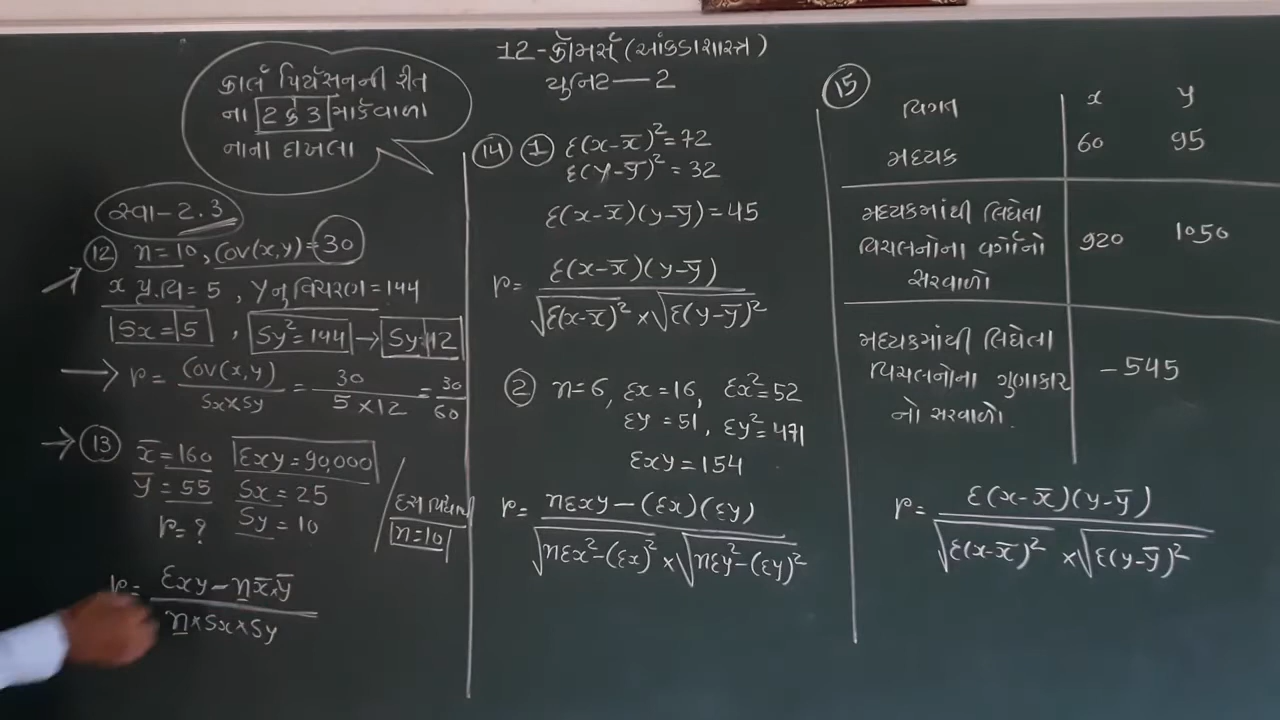 12-કૉમર્સ (આંકડાશાસ્ત્ર)
યુનિટ — 2
કાર્લ પિયર્સનની રીત
ના 2 કે 3 માર્કવાળા
નાના દાખલા
સ્વા-2.3
(12) n=10, Cov(x,y)=30
x પ્ર.વિ=5 , yનુ વિચરણ=144
Sx=5 , Sy²=144 → Sy=12
→ r= Cov(x,y) / Sx×Sy = 30 / 5×12 = 30/60
→ (13) x̄=160 Σxy=90,000
ȳ=55 Sx=25
r=? Sy=10
n=10
r= Σxy-nx̄×ȳ / n×Sx×Sy
(14) (1) Σ(x-x̄)²=72
Σ(y-ȳ)²=32
Σ(x-x̄)(y-ȳ)=45
r= Σ(x-x̄)(y-ȳ) / √Σ(x-x̄)² × √Σ(y-ȳ)²
(2) n=6, Σx=16, Σx²=52
Σy=51, Σy²=471
Σxy=154
r= nΣxy-(Σx)(Σy) / √nΣx²-(Σx)² × √nΣy²-(Σy)²
(15) વિગત x y
મધ્યક 60 95
મધ્યકમાંથી લિધેલા
વિચલનોના વર્ગોનો 920 1050
સરવાળો
મધ્યકમાંથી લિધેલા
વિચલનોના ગુણાકાર -545
નો સરવાળો.
r= Σ(x-x̄)(y-ȳ) / √Σ(x-x̄)² × √Σ(y-ȳ)²